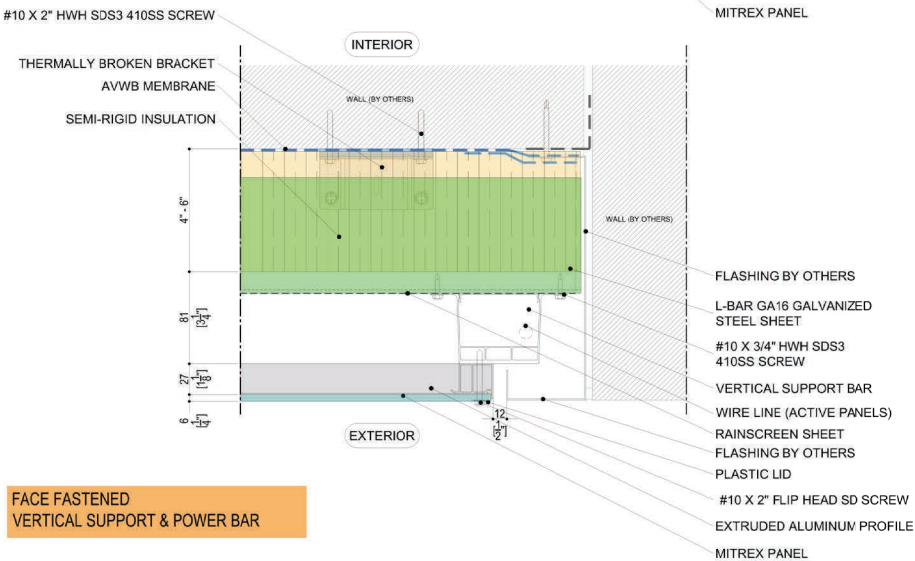 MITREX PANEL
#10 X 2" HWH SDS3 410SS SCREW
INTERIOR
THERMALLY BROKEN BRACKET
AVWB MEMBRANE
WALL (BY OTHERS)
SEMI-RIGID INSULATION
4" - 6"
WALL (BY OTHERS)
FLASHING BY OTHERS
L-BAR GA16 GALVANIZED
STEEL SHEET
81
[3 1/4"]
#10 X 3/4" HWH SDS3
410SS SCREW
27
[1 1/8"]
VERTICAL SUPPORT BAR
WIRE LINE (ACTIVE PANELS)
6
1/4"
12
[1/2"]
RAINSCREEN SHEET
EXTERIOR
FLASHING BY OTHERS
PLASTIC LID
FACE FASTENED
VERTICAL SUPPORT & POWER BAR
#10 X 2" FLIP HEAD SD SCREW
EXTRUDED ALUMINUM PROFILE
MITREX PANEL